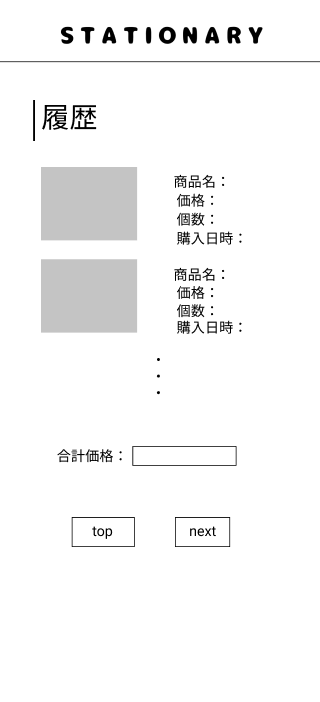 STATIONARY
履歴
商品名：
価格：
個数：
購入日時：
商品名：
価格：
個数：
購入日時：
合計価格：
top
next